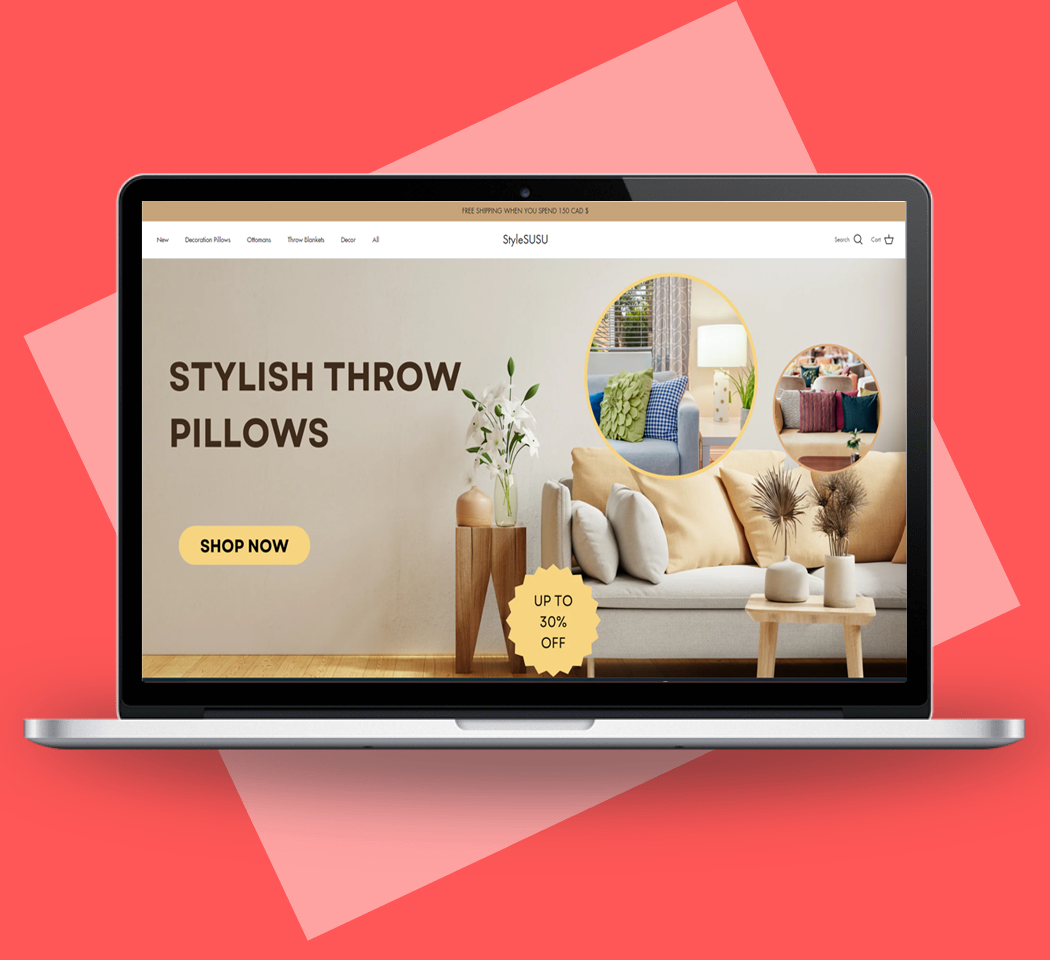 FREE SHIPPING WHEN YOU SPEND 150 CAD $
New Decoration Pillows Ottomans Throw Blankets Decor All StyleSUSU Search Cart
STYLISH THROW
PILLOWS
SHOP NOW
UP TO
30%
OFF